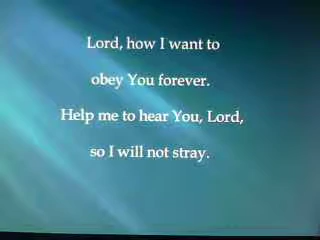 Lord, how I want to
obey You forever.
Help me to hear You, Lord,
so I will not stray.